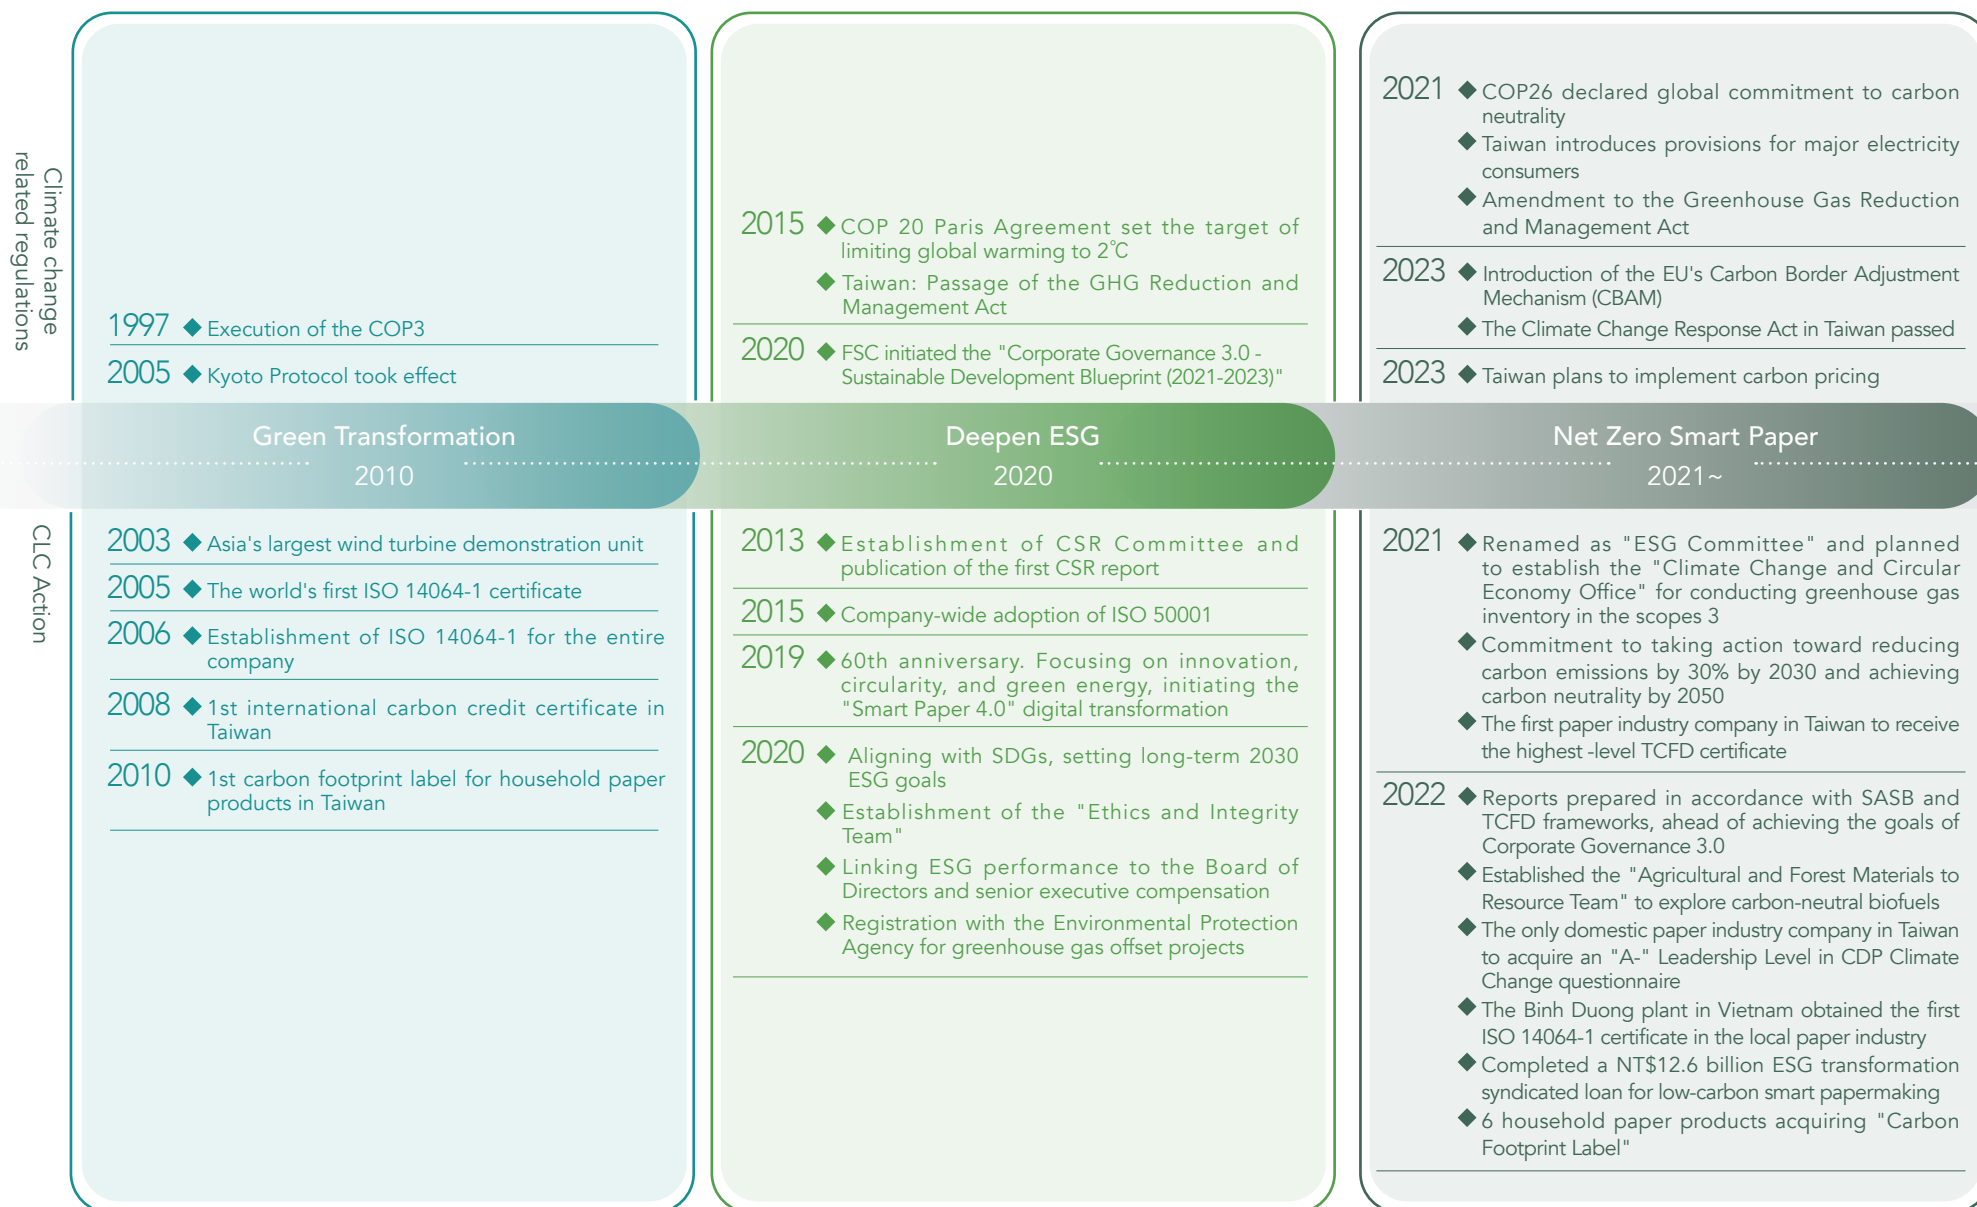 Climate change
related regulations
1997 ◆ Execution of the COP3
2005 ◆ Kyoto Protocol took effect
2015 ◆ COP 20 Paris Agreement set the target of
limiting global warming to 2℃
◆ Taiwan: Passage of the GHG Reduction and
Management Act
2020 ◆ FSC initiated the "Corporate Governance 3.0 -
Sustainable Development Blueprint (2021-2023)"
2021 ◆ COP26 declared global commitment to carbon
neutrality
◆ Taiwan introduces provisions for major electricity
consumers
◆ Amendment to the Greenhouse Gas Reduction
and Management Act
2023 ◆ Introduction of the EU's Carbon Border Adjustment
Mechanism (CBAM)
◆ The Climate Change Response Act in Taiwan passed
2023 ◆ Taiwan plans to implement carbon pricing
Green Transformation
2010
Deepen ESG
2020
Net Zero Smart Paper
2021~
CLC Action
2003 ◆ Asia's largest wind turbine demonstration unit
2005 ◆ The world's first ISO 14064-1 certificate
2006 ◆ Establishment of ISO 14064-1 for the entire
company
2008 ◆ 1st international carbon credit certificate in
Taiwan
2010 ◆ 1st carbon footprint label for household paper
products in Taiwan
2013 ◆ Establishment of CSR Committee and
publication of the first CSR report
2015 ◆ Company-wide adoption of ISO 50001
2019 ◆ 60th anniversary. Focusing on innovation,
circularity, and green energy, initiating the
"Smart Paper 4.0" digital transformation
2020 ◆ Aligning with SDGs, setting long-term 2030
ESG goals
◆ Establishment of the "Ethics and Integrity
Team"
◆ Linking ESG performance to the Board of
Directors and senior executive compensation
◆ Registration with the Environmental Protection
Agency for greenhouse gas offset projects
2021 ◆ Renamed as "ESG Committee" and planned
to establish the "Climate Change and Circular
Economy Office" for conducting greenhouse gas
inventory in the scopes 3
◆ Commitment to taking action toward reducing
carbon emissions by 30% by 2030 and achieving
carbon neutrality by 2050
◆ The first paper industry company in Taiwan to receive
the highest -level TCFD certificate
2022 ◆ Reports prepared in accordance with SASB and
TCFD frameworks, ahead of achieving the goals of
Corporate Governance 3.0
◆ Established the "Agricultural and Forest Materials to
Resource Team" to explore carbon-neutral biofuels
◆ The only domestic paper industry company in Taiwan
to acquire an "A-" Leadership Level in CDP Climate
Change questionnaire
◆ The Binh Duong plant in Vietnam obtained the first
ISO 14064-1 certificate in the local paper industry
◆ Completed a NT$12.6 billion ESG transformation
syndicated loan for low-carbon smart papermaking
◆ 6 household paper products acquiring "Carbon
Footprint Label"